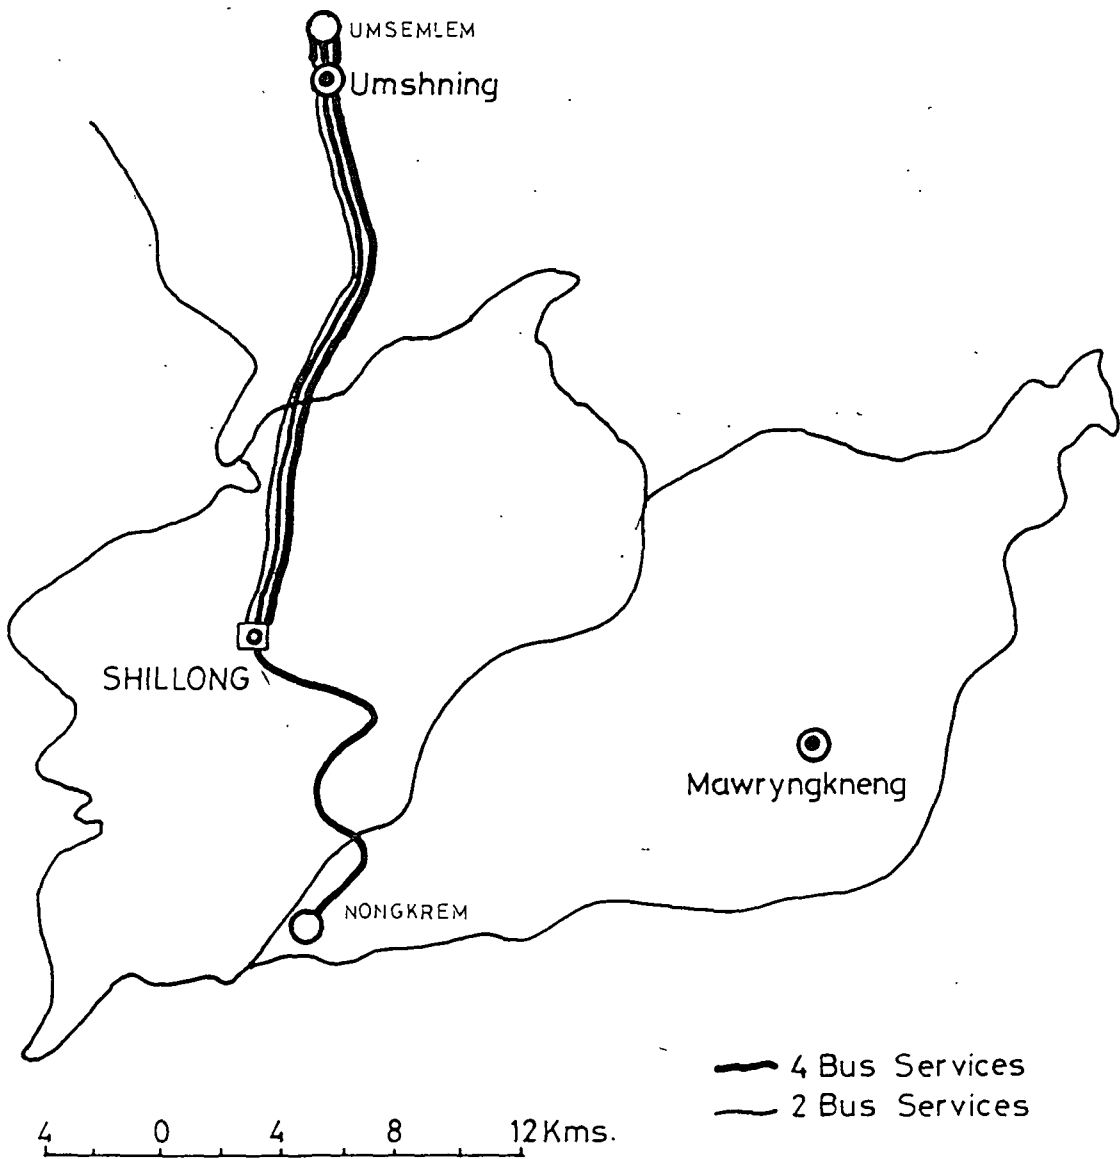 UMSEMLEM
Umshning
SHILLONG
Mawryngkneng
NONGKREM
4 Bus Services
2 Bus Services
4 0 4 8 12 Kms.